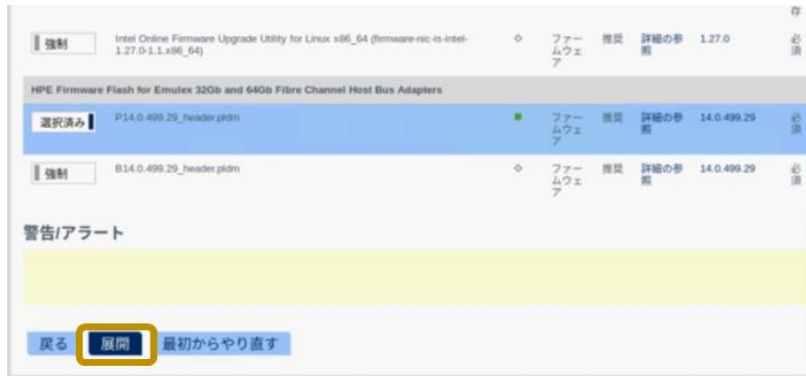 存
強制 Intel Online Firmware Upgrade Utility for Linux x86_64 (firmware-nic-is-intel- ファー 推奨 詳細の参 1.27.0 必
1.27.0-1.1.x86_64) ムウェ 照 須
ア
HPE Firmware Flash for Emulex 32Gb and 64Gb Fibre Channel Host Bus Adapters
選択済み P14.0.499.29_header.pldm ファー 推奨 詳細の参 14.0.499.29 必
ムウェ 照 須
ア
強制 B14.0.499.29_header.pldm ファー 推奨 詳細の参 14.0.499.29 必
ムウェ 照 須
ア
警告/アラート
戻る 展開 最初からやり直す